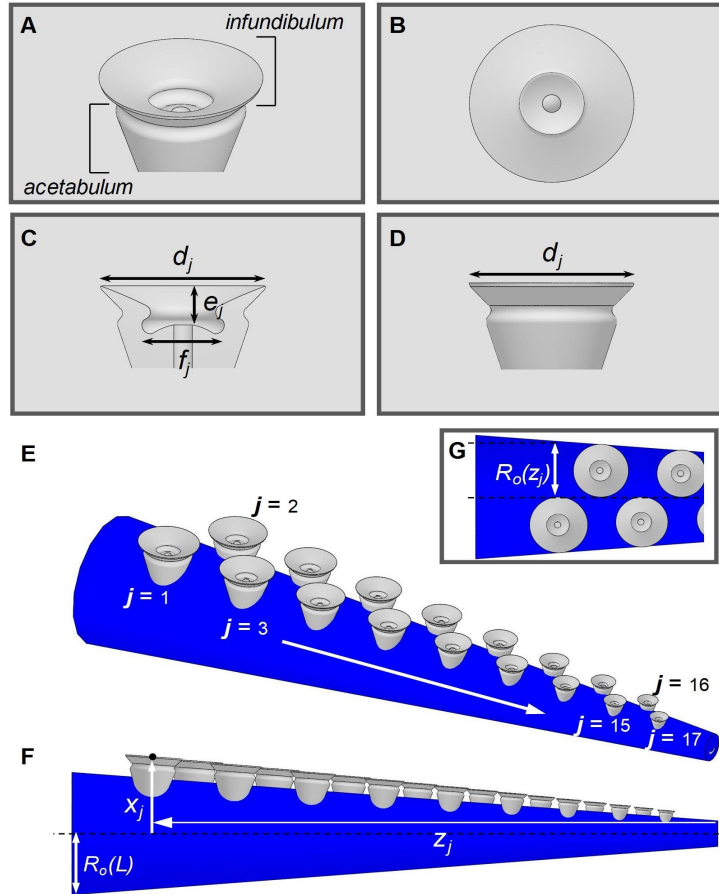 A
infundibulum
acetabulum
B
C
d_j
e_j
f_j
D
d_j
E
j = 2
j = 1
j = 3
j = 16
j = 15
j = 17
G
R_o(z_j)
F
x_j
z_j
R_o(L)